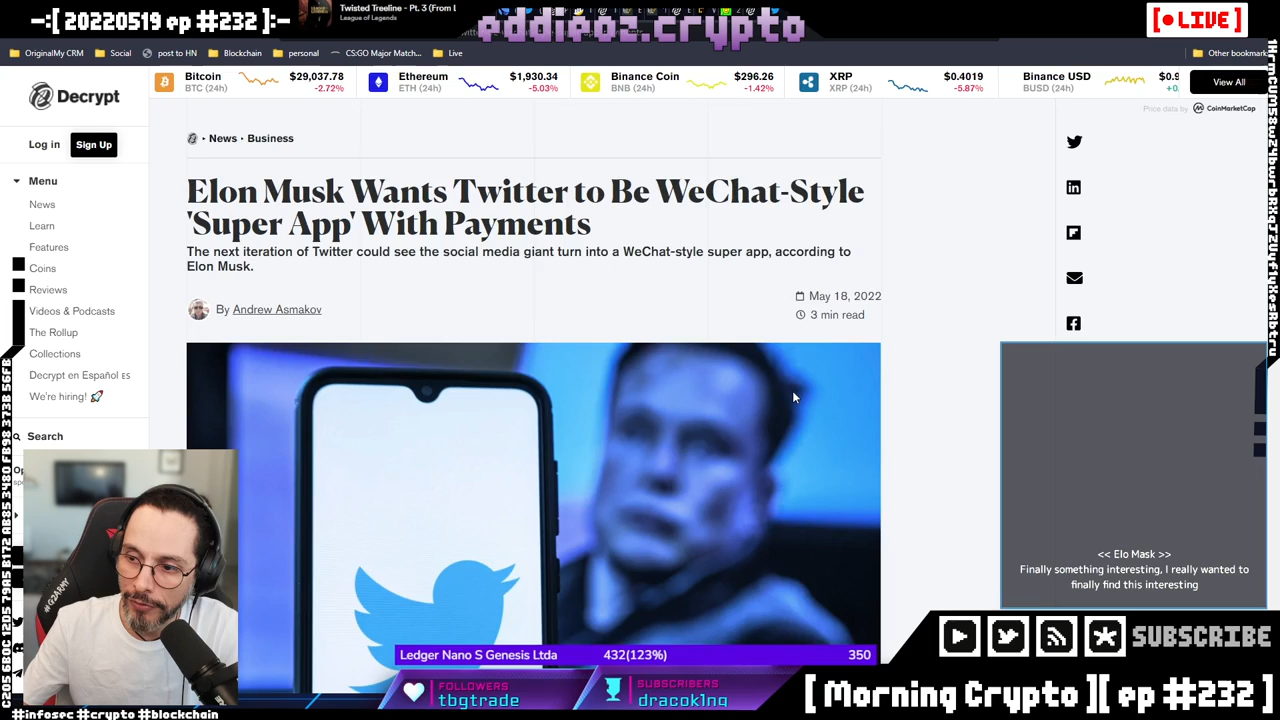 -:[ 20220519 ep #232 ]:-
Twisted Treeline - Pt. 3 (From L
League of Legends
eddieoz.crypto
[ • LIVE ]
OriginalMy CRM
Social
post to HN
Blockchain
personal
CS:GO Major Match...
Live
Other bookmark
Decrypt
Bitcoin
BTC (24h)
$29,037.78
-2.72%
Ethereum
ETH (24h)
$1,930.34
-5.03%
Binance Coin
BNB (24h)
$296.26
-1.42%
XRP
XRP (24h)
$0.4019
-5.87%
Binance USD
BUSD (24h)
$0.9
+0
View All
Price data by CoinMarketCap
Log in
Sign Up
Menu
News
Learn
Features
Coins
Reviews
Videos & Podcasts
The Rollup
Collections
Decrypt en Español ES
We're hiring! 🚀
Search
• News • Business
Elon Musk Wants Twitter to Be WeChat-Style
'Super App' With Payments
The next iteration of Twitter could see the social media giant turn into a WeChat-style super app, according to
Elon Musk.
By Andrew Asmakov
May 18, 2022
3 min read
<< Elo Mask >>
Finally something interesting, I really wanted to
finally find this interesting
Ledger Nano S Genesis Ltda 432(123%) 350
FOLLOWERS
tbgtrade
SUBSCRIBERS
dracok1ng
SUBSCRIBE
[ Morning Crypto ][ ep #232 ]
#infosec #crypto #blockchain